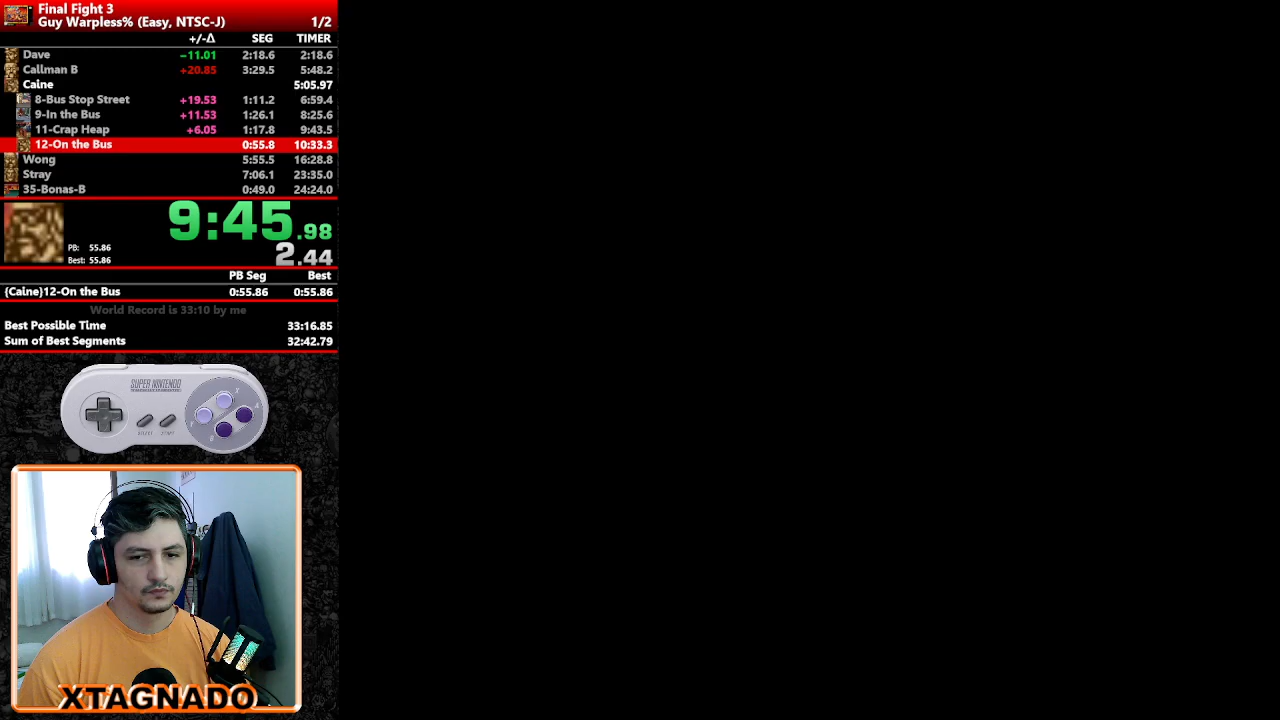 Final Fight 3
Guy Warpless% (Easy, NTSC-J) 1/2
+/-Δ SEG TIMER
Dave −11.01 2:18.6 2:18.6
Callman B +20.85 3:29.5 5:48.2
Caine 5:05.97
8-Bus Stop Street +19.53 1:11.2 6:59.4
9-In the Bus +11.53 1:26.1 8:25.6
11-Crap Heap +6.05 1:17.8 9:43.5
12-On the Bus 0:55.8 10:33.3
Wong 5:55.5 16:28.8
Stray 7:06.1 23:35.0
35-Bonas-B 0:49.0 24:24.0
9:45.98
PB: 55.86
Best: 55.86
2.44
PB Seg Best
{Caine}12-On the Bus 0:55.86 0:55.86
World Record is 33:10 by me
Best Possible Time 33:16.85
Sum of Best Segments 32:42.79
SUPER NINTENDO
SELECT START
X
A
Y
B
XTAGNADO